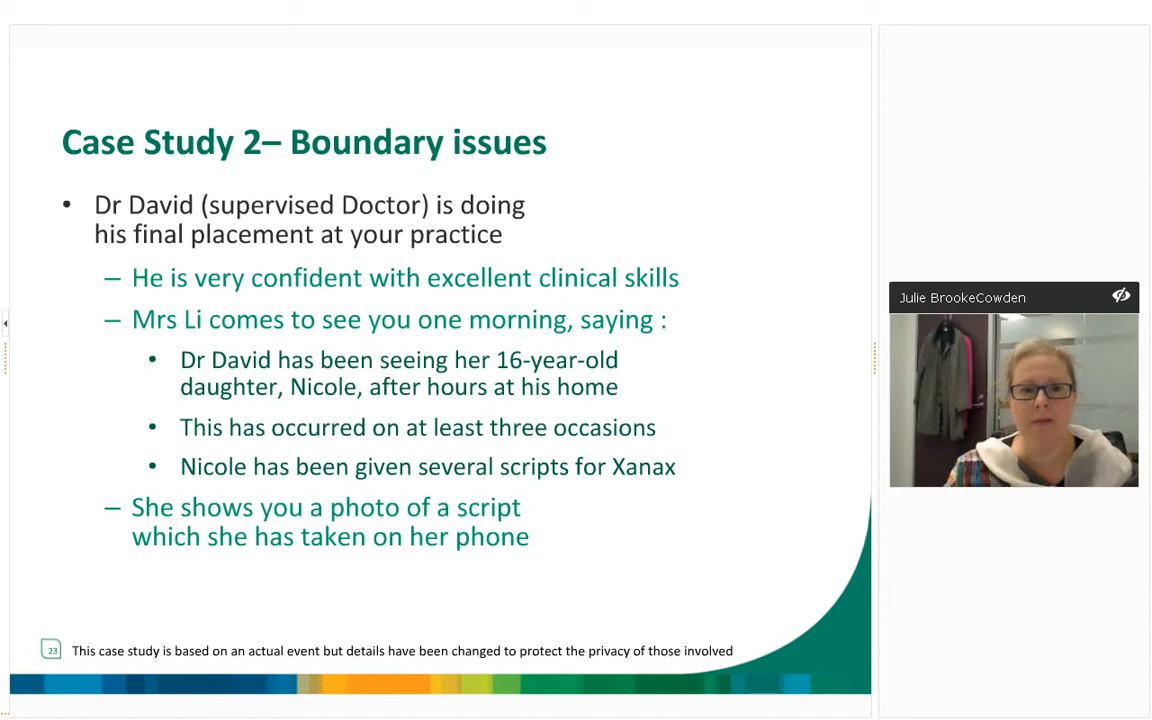 Case Study 2– Boundary issues
• Dr David (supervised Doctor) is doing
his final placement at your practice
– He is very confident with excellent clinical skills
– Mrs Li comes to see you one morning, saying :
• Dr David has been seeing her 16-year-old
daughter, Nicole, after hours at his home
• This has occurred on at least three occasions
• Nicole has been given several scripts for Xanax
– She shows you a photo of a script
which she has taken on her phone
23 This case study is based on an actual event but details have been changed to protect the privacy of those involved
Julie BrookeCowden